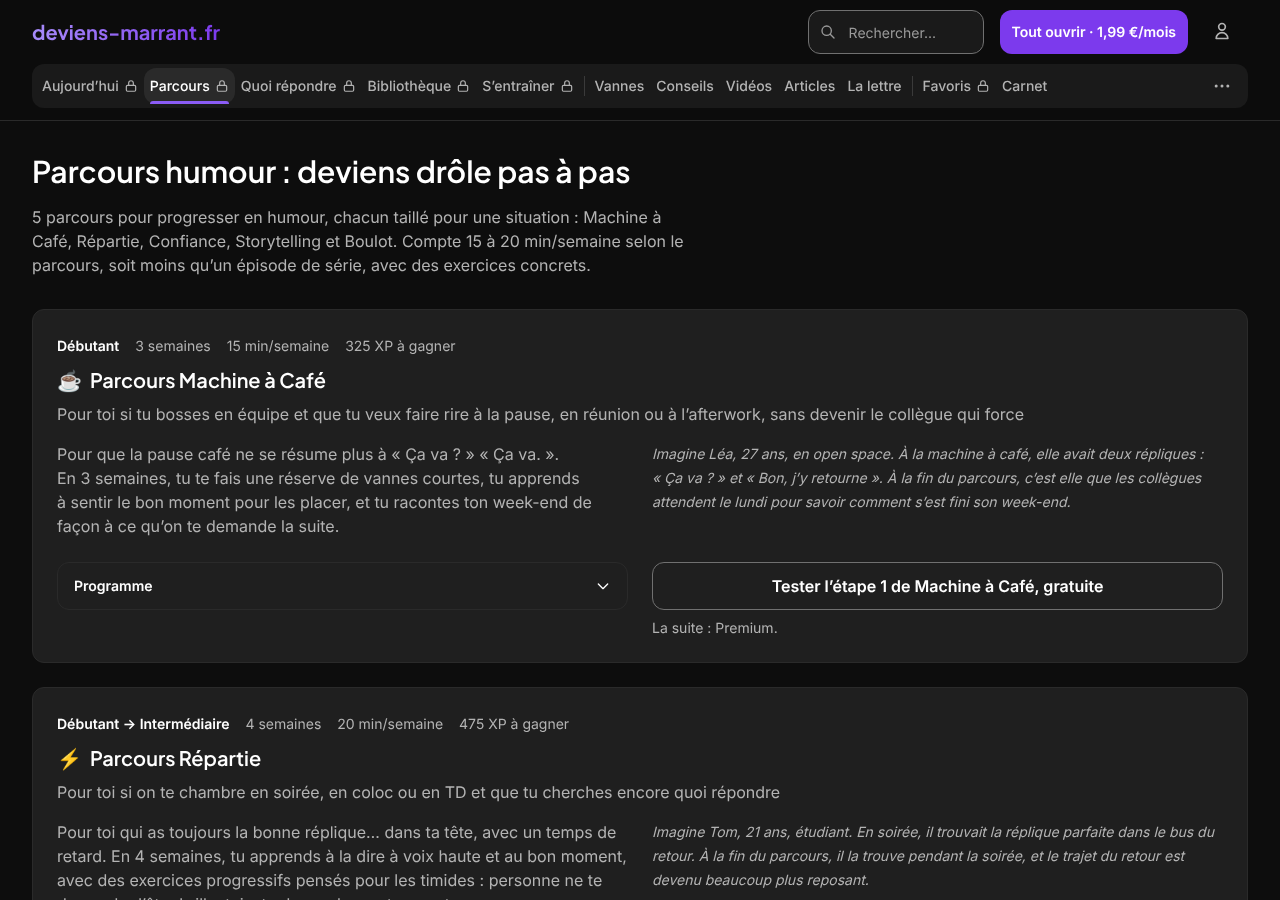 deviens-marrant.fr
Rechercher...
Tout ouvrir · 1,99 €/mois
Aujourd’hui Parcours Quoi répondre Bibliothèque S’entraîner Vannes Conseils Vidéos Articles La lettre Favoris Carnet
Parcours humour : deviens drôle pas à pas
5 parcours pour progresser en humour, chacun taillé pour une situation : Machine à
Café, Répartie, Confiance, Storytelling et Boulot. Compte 15 à 20 min/semaine selon le
parcours, soit moins qu’un épisode de série, avec des exercices concrets.
Débutant 3 semaines 15 min/semaine 325 XP à gagner
Parcours Machine à Café
Pour toi si tu bosses en équipe et que tu veux faire rire à la pause, en réunion ou à l’afterwork, sans devenir le collègue qui force
Pour que la pause café ne se résume plus à « Ça va ? » « Ça va. ».
En 3 semaines, tu te fais une réserve de vannes courtes, tu apprends
à sentir le bon moment pour les placer, et tu racontes ton week-end de
façon à ce qu’on te demande la suite.
Imagine Léa, 27 ans, en open space. À la machine à café, elle avait deux répliques :
« Ça va ? » et « Bon, j’y retourne ». À la fin du parcours, c’est elle que les collègues
attendent le lundi pour savoir comment s’est fini son week-end.
Programme
Tester l’étape 1 de Machine à Café, gratuite
La suite : Premium.
Débutant → Intermédiaire 4 semaines 20 min/semaine 475 XP à gagner
Parcours Répartie
Pour toi si on te chambre en soirée, en coloc ou en TD et que tu cherches encore quoi répondre
Pour toi qui as toujours la bonne réplique… dans ta tête, avec un temps de
retard. En 4 semaines, tu apprends à la dire à voix haute et au bon moment,
avec des exercices progressifs pensés pour les timides : personne ne te
Imagine Tom, 21 ans, étudiant. En soirée, il trouvait la réplique parfaite dans le bus du
retour. À la fin du parcours, il la trouve pendant la soirée, et le trajet du retour est
devenu beaucoup plus reposant.